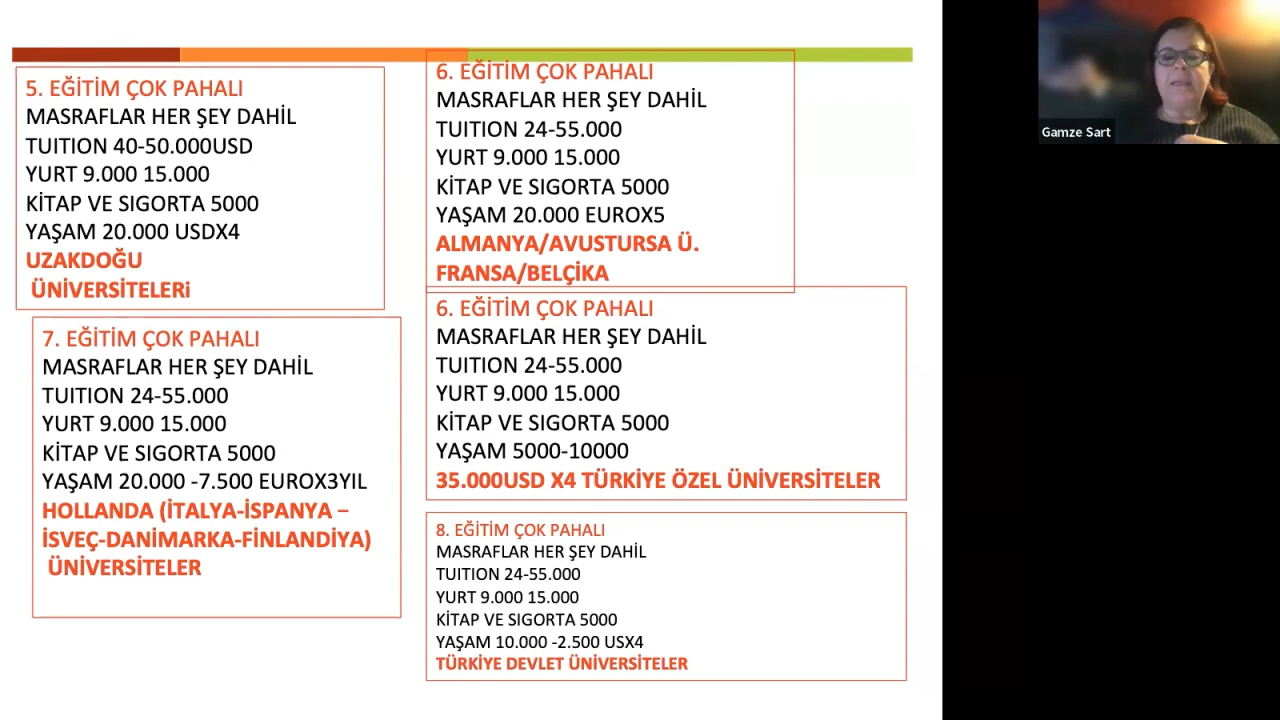 5. EĞİTİM ÇOK PAHALI
MASRAFLAR HER ŞEY DAHİL
TUITION 40-50.000USD
YURT 9.000 15.000
KİTAP VE SIGORTA 5000
YAŞAM 20.000 USDX4
UZAKDOĞU
ÜNİVERSİTELERi
6. EĞİTİM ÇOK PAHALI
MASRAFLAR HER ŞEY DAHİL
TUITION 24-55.000
YURT 9.000 15.000
KİTAP VE SIGORTA 5000
YAŞAM 20.000 EUROX5
ALMANYA/AVUSTURSA Ü.
FRANSA/BELÇİKA
7. EĞİTİM ÇOK PAHALI
MASRAFLAR HER ŞEY DAHİL
TUITION 24-55.000
YURT 9.000 15.000
KİTAP VE SIGORTA 5000
YAŞAM 20.000 -7.500 EUROX3YIL
HOLLANDA (İTALYA-İSPANYA –
İSVEÇ-DANİMARKA-FİNLANDİYA)
ÜNİVERSİTELER
6. EĞİTİM ÇOK PAHALI
MASRAFLAR HER ŞEY DAHİL
TUITION 24-55.000
YURT 9.000 15.000
KİTAP VE SIGORTA 5000
YAŞAM 5000-10000
35.000USD X4 TÜRKİYE ÖZEL ÜNİVERSİTELER
8. EĞİTİM ÇOK PAHALI
MASRAFLAR HER ŞEY DAHİL
TUITION 24-55.000
YURT 9.000 15.000
KİTAP VE SIGORTA 5000
YAŞAM 10.000 -2.500 USX4
TÜRKİYE DEVLET ÜNİVERSİTELER
Gamze Sart